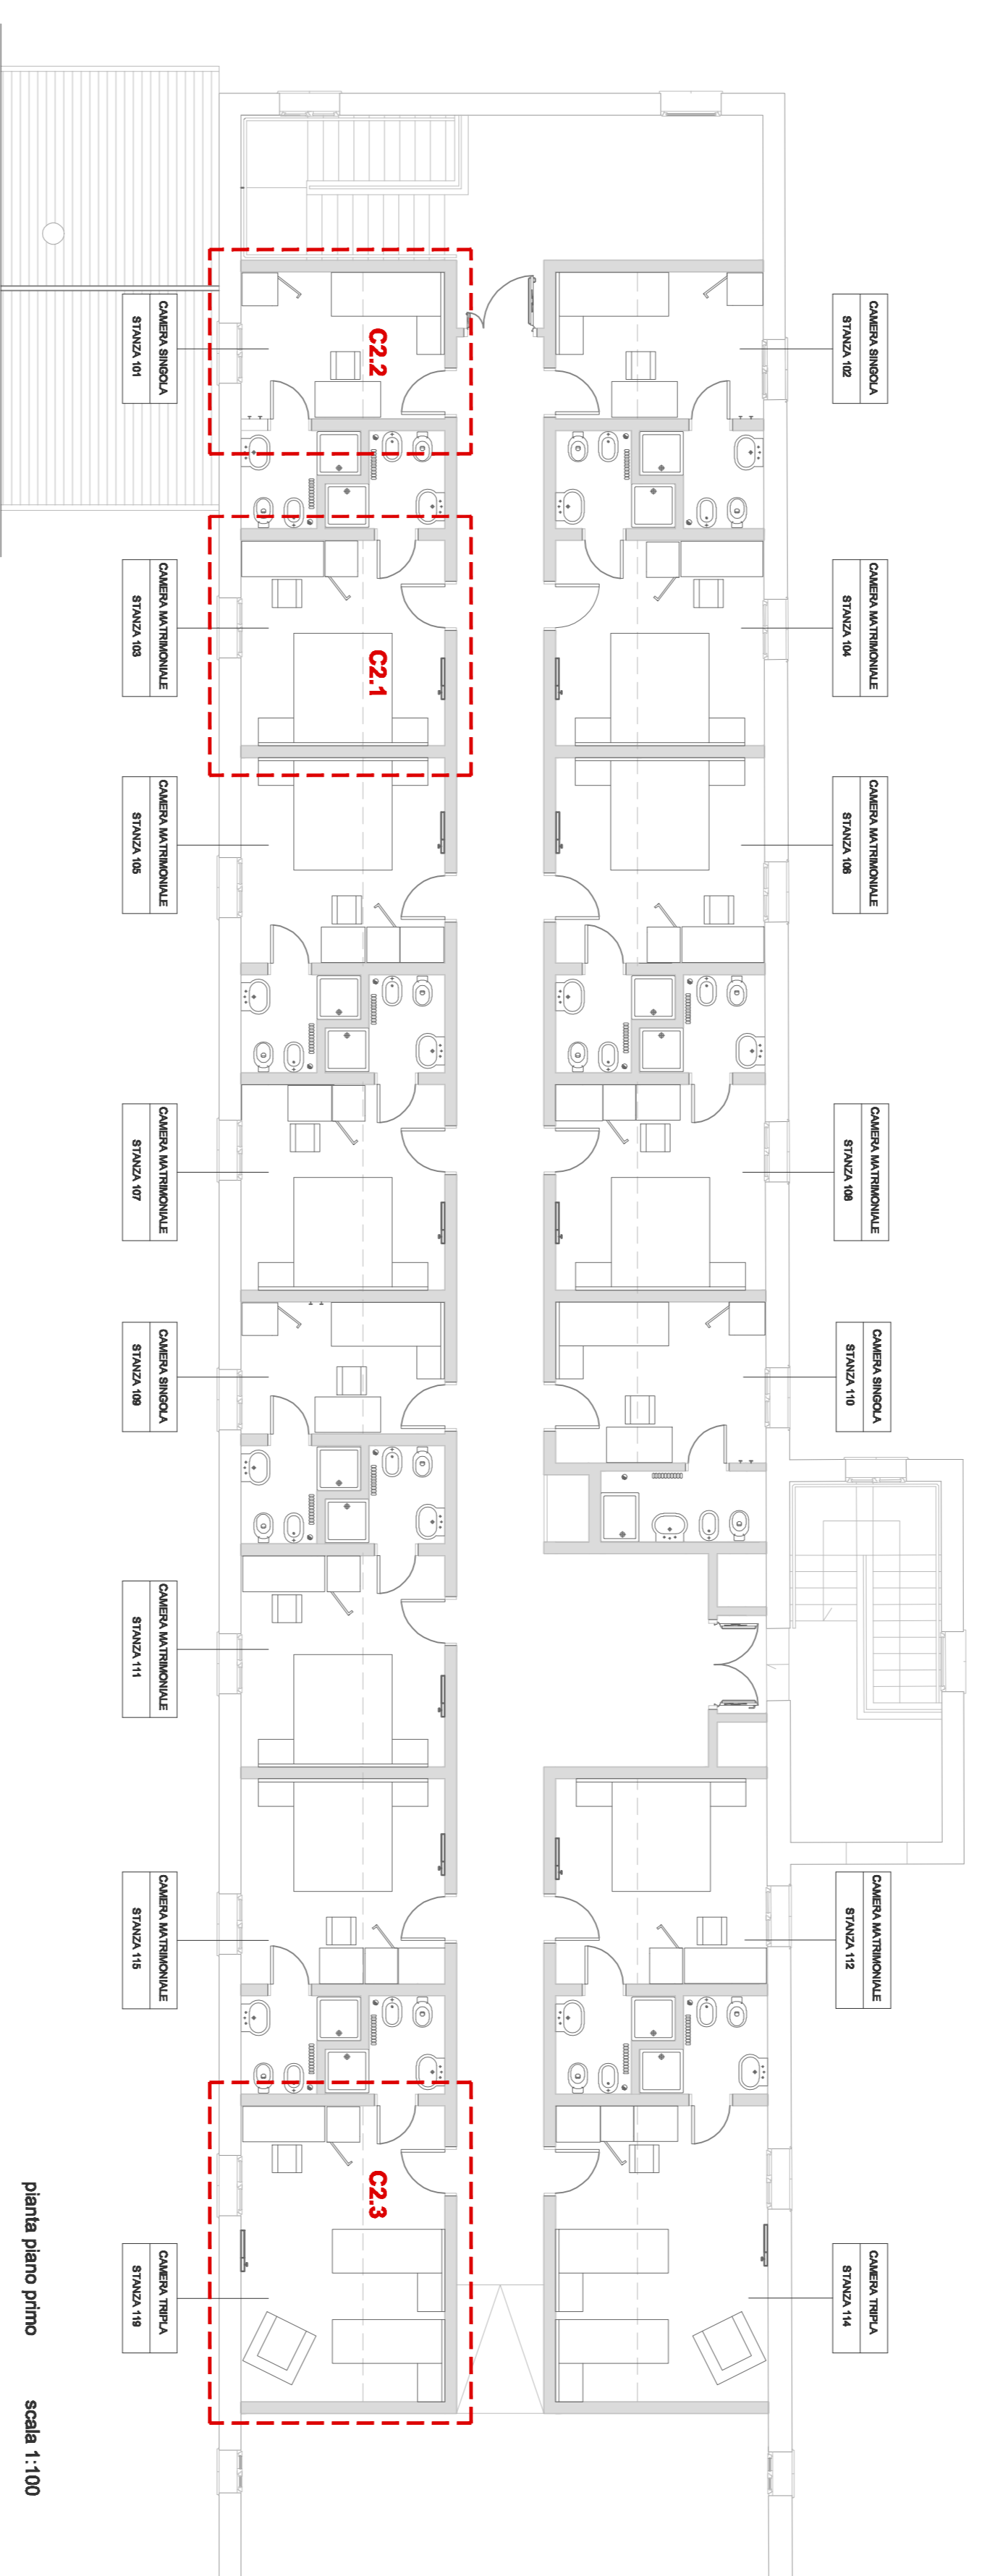 CAMERA SINGOLA
STANZA 102
CAMERA MATRIMONIALE
STANZA 104
CAMERA MATRIMONIALE
STANZA 106
CAMERA MATRIMONIALE
STANZA 108
CAMERA SINGOLA
STANZA 110
CAMERA MATRIMONIALE
STANZA 112
CAMERA TRIPLA
STANZA 114
C2.2
C2.1
C2.3
CAMERA SINGOLA
STANZA 101
CAMERA MATRIMONIALE
STANZA 103
CAMERA MATRIMONIALE
STANZA 105
CAMERA MATRIMONIALE
STANZA 107
CAMERA SINGOLA
STANZA 109
CAMERA MATRIMONIALE
STANZA 111
CAMERA MATRIMONIALE
STANZA 115
CAMERA TRIPLA
STANZA 119
pianta piano primo scala 1:100